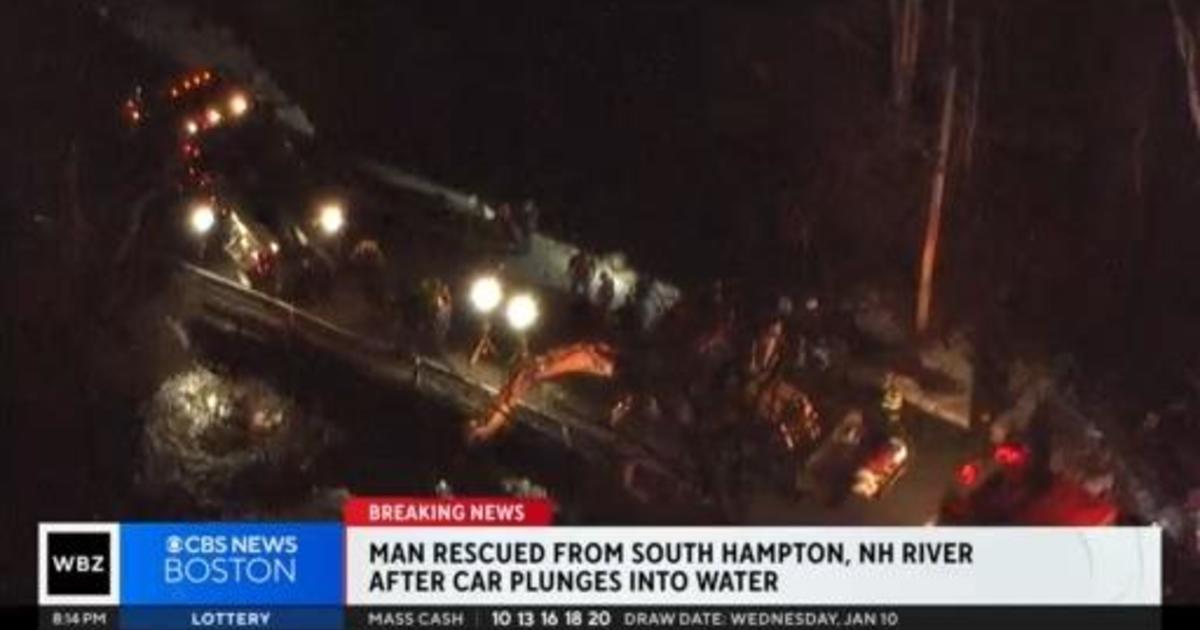 BREAKING NEWS
WBZ
CBS NEWS
BOSTON
MAN RESCUED FROM SOUTH HAMPTON, NH RIVER
AFTER CAR PLUNGES INTO WATER
8:14 PM LOTTERY MASS CASH 10 13 16 18 20 DRAW DATE: WEDNESDAY, JAN 10